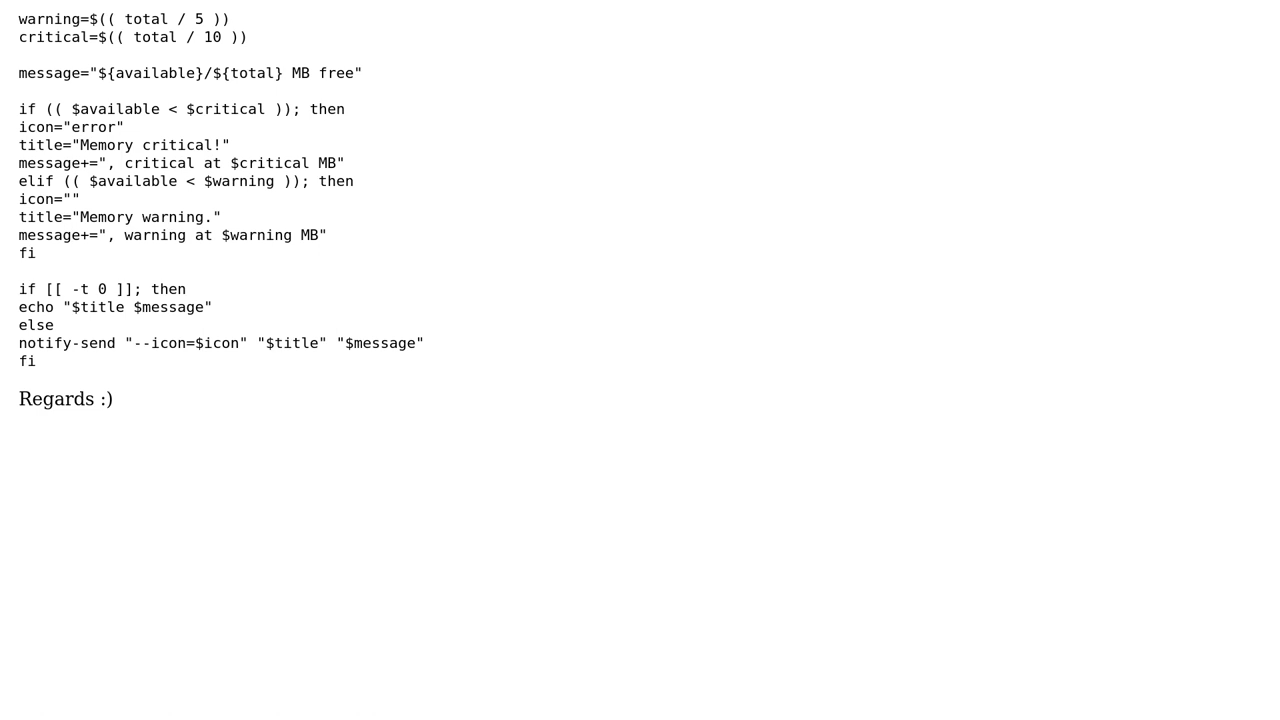 warning=$(( total / 5 ))
critical=$(( total / 10 ))

message="${available}/${total} MB free"

if (( $available < $critical )); then
icon="error"
title="Memory critical!"
message+=", critical at $critical MB"
elif (( $available < $warning )); then
icon=""
title="Memory warning."
message+=", warning at $warning MB"
fi

if [[ -t 0 ]]; then
echo "$title $message"
else
notify-send "--icon=$icon" "$title" "$message"
fi

Regards :)